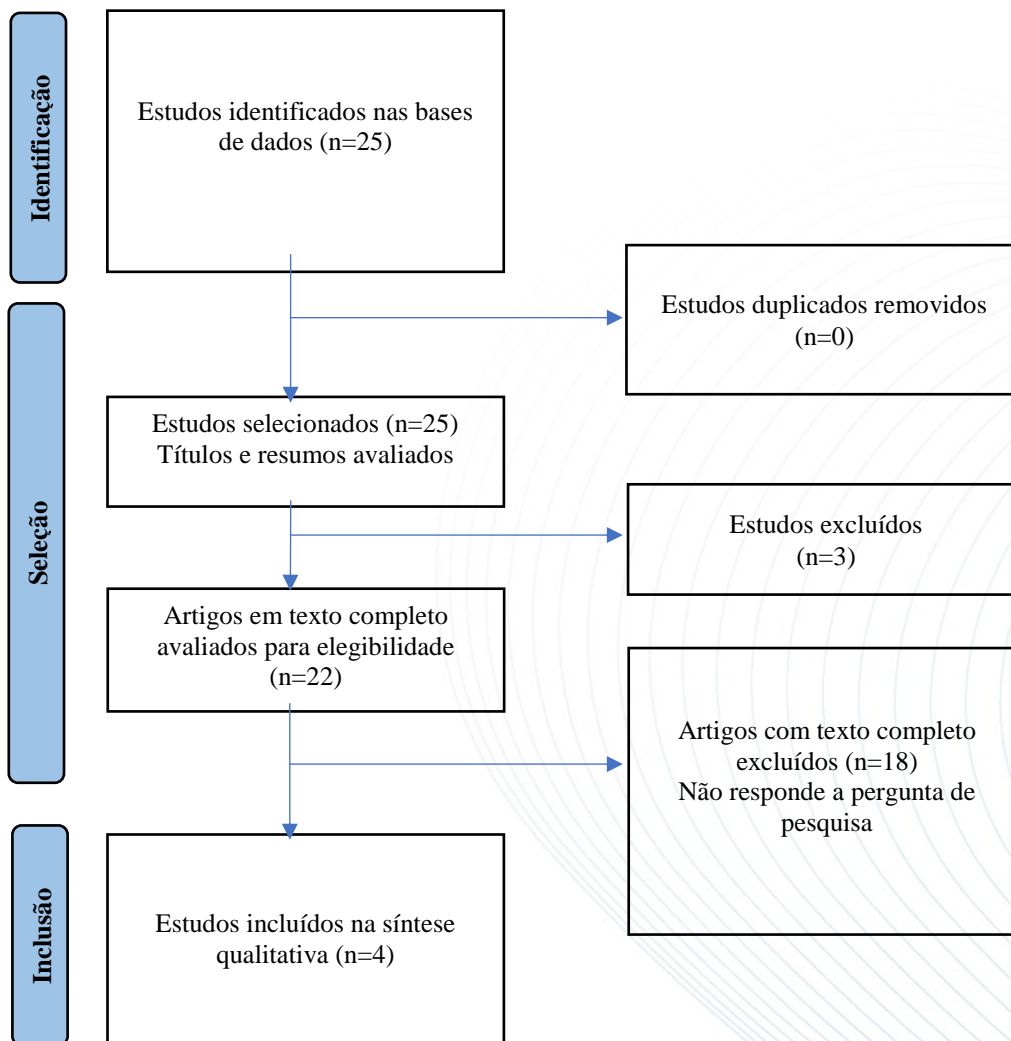 Identificação
Estudos identificados nas bases
de dados (n=25)
Estudos duplicados removidos
(n=0)
Seleção
Estudos selecionados (n=25)
Títulos e resumos avaliados
Estudos excluídos
(n=3)
Artigos em texto completo
avaliados para elegibilidade
(n=22)
Artigos com texto completo
excluídos (n=18)
Não responde a pergunta de
pesquisa
Inclusão
Estudos incluídos na síntese
qualitativa (n=4)